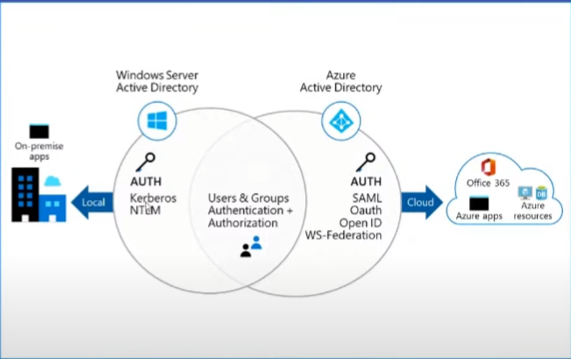 Windows Server
Active Directory
Azure
Active Directory
On-premise
apps
Local
AUTH
Kerberos
NTLM
Users & Groups
Authentication +
Authorization
AUTH
SAML
Oauth
Open ID
WS-Federation
Cloud
Office 365
Azure apps
Azure
resources
DB